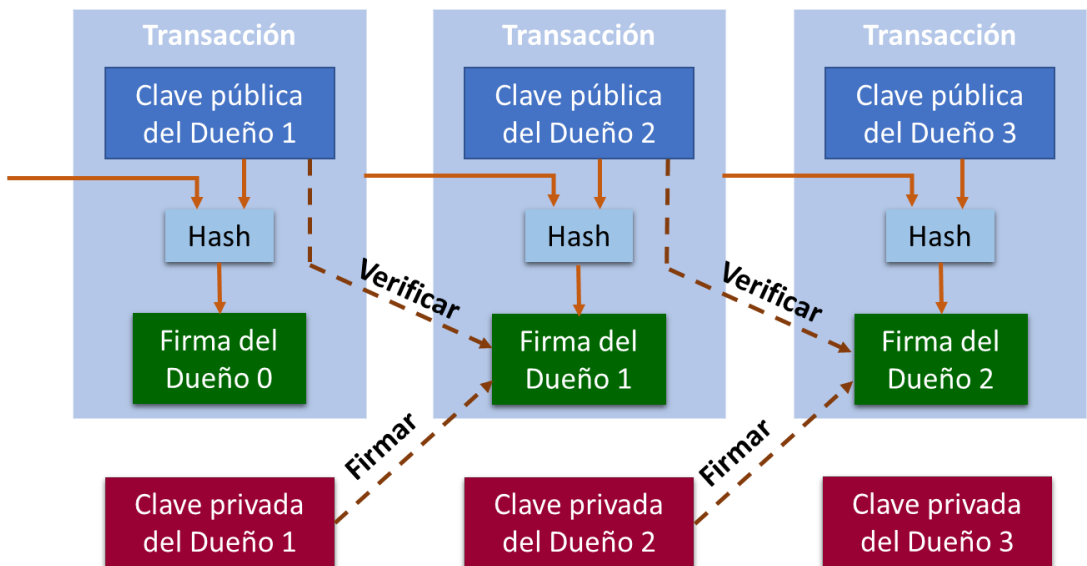 Transacción
Transacción
Transacción
Clave pública
del Dueño 1
Clave pública
del Dueño 2
Clave pública
del Dueño 3
Hash
Hash
Hash
Verificar
Verificar
Firma del
Dueño 0
Firma del
Dueño 1
Firma del
Dueño 2
Firmar
Firmar
Clave privada
del Dueño 1
Clave privada
del Dueño 2
Clave privada
del Dueño 3